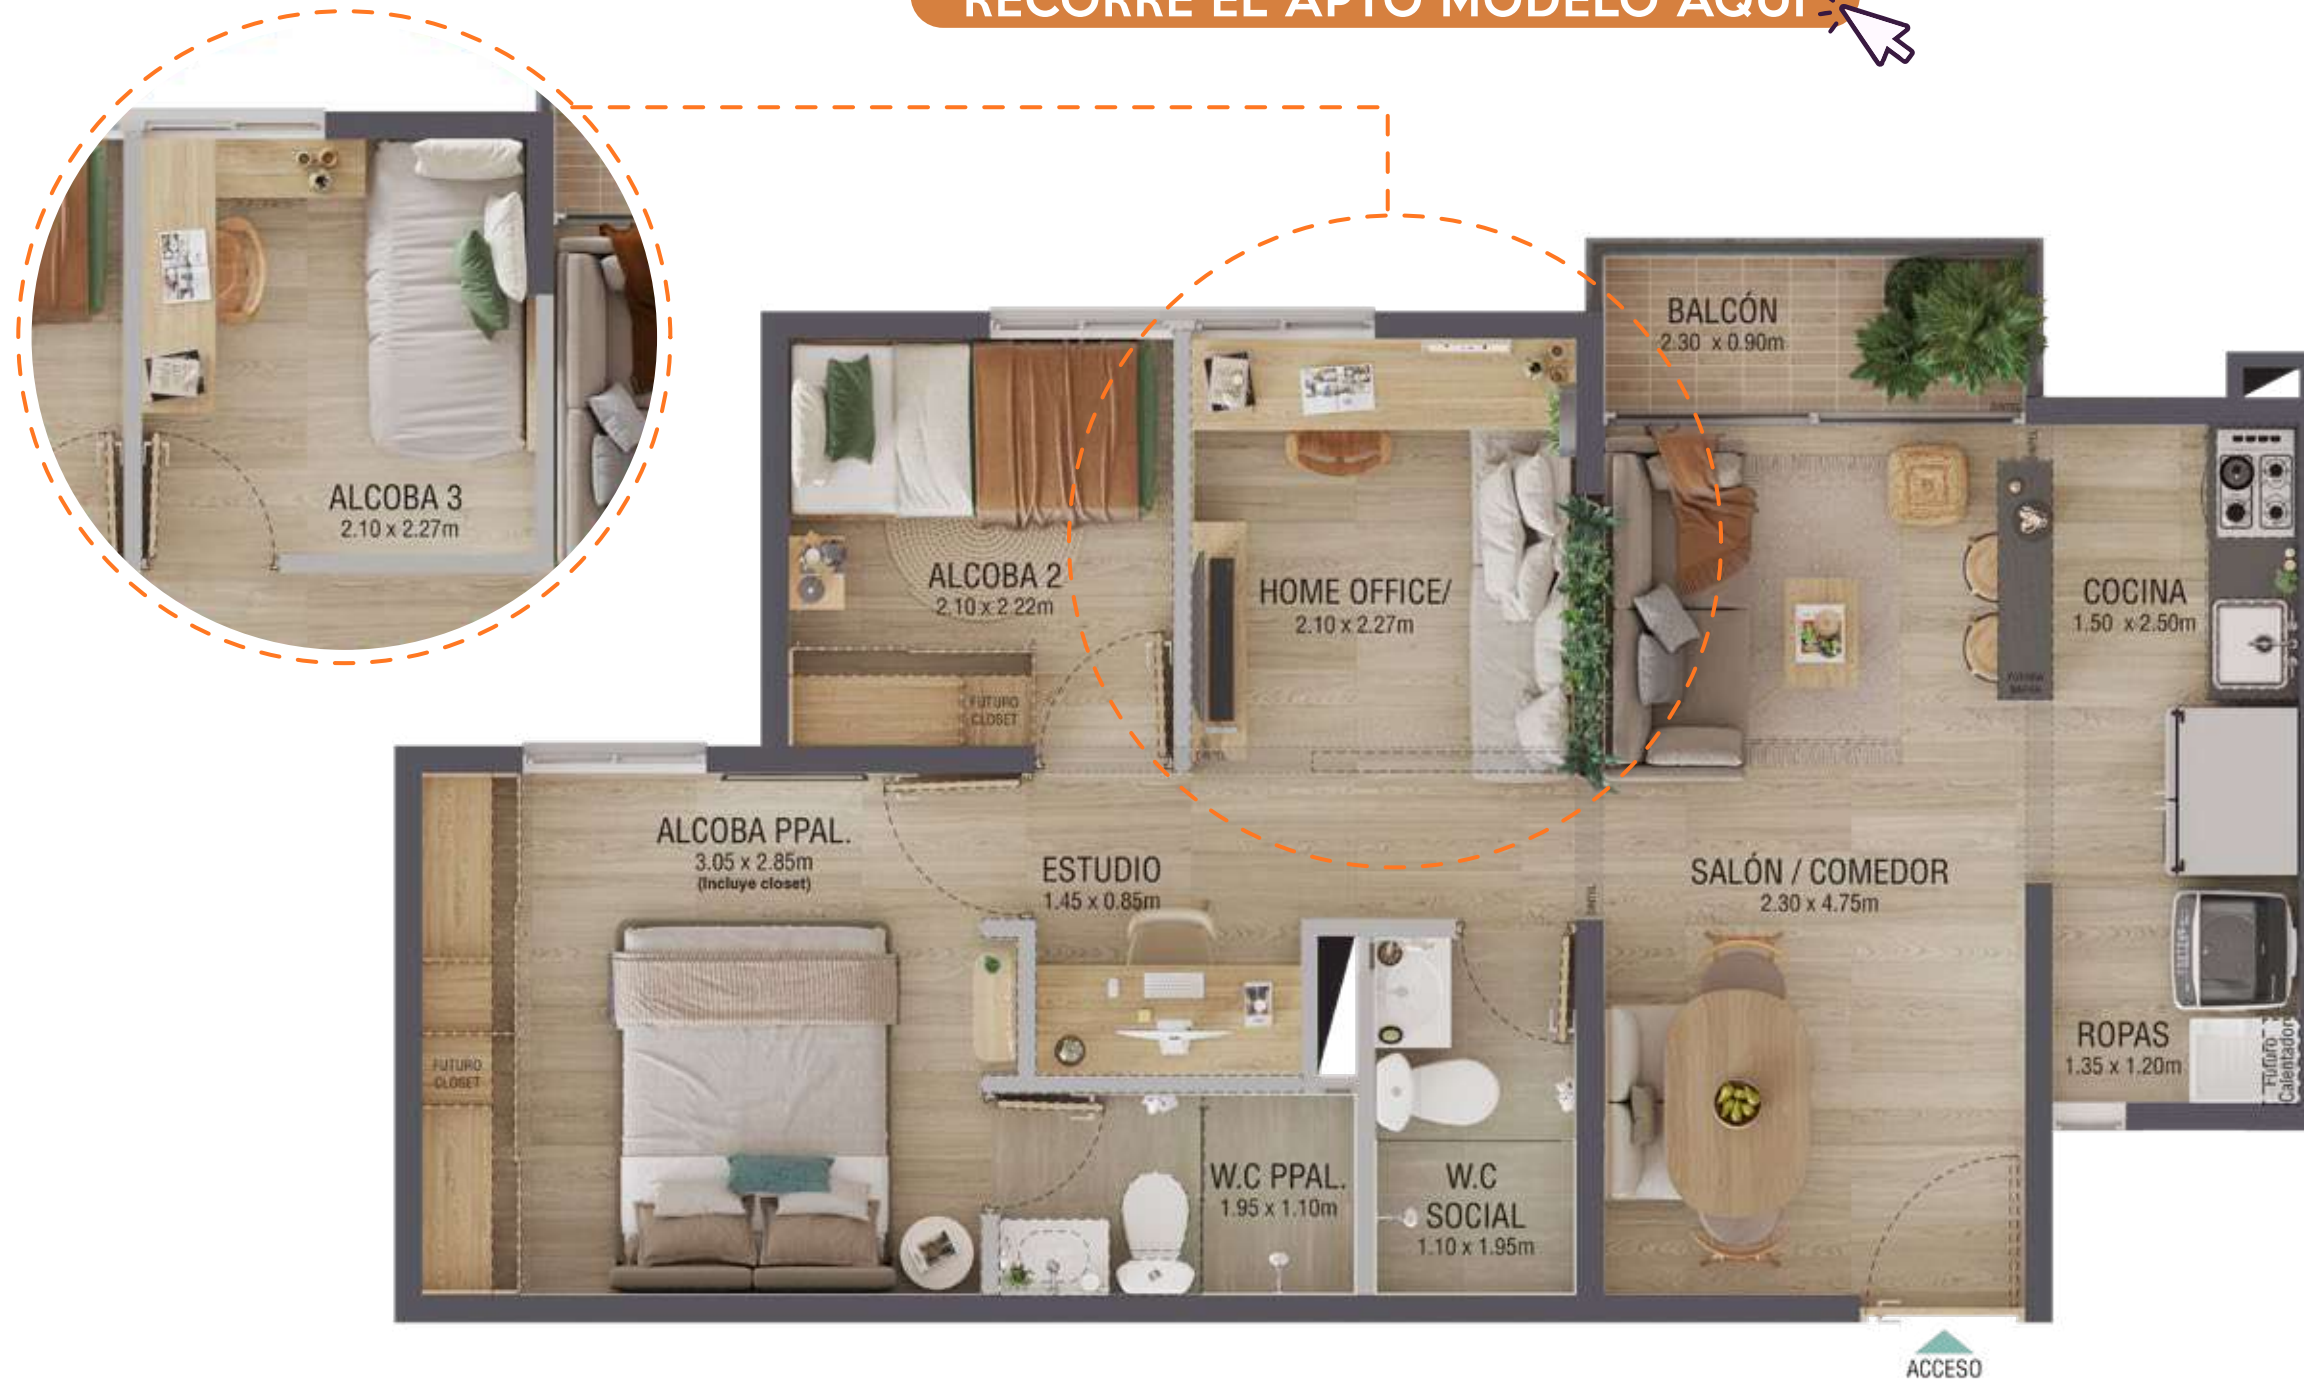 RECORRE EL APTO MODELO AQUÍ
ALCOBA 3
2.10 x 2.27m
BALCÓN
2.30 x 0.90m
ALCOBA 2
2.10 x 2.22m
HOME OFFICE/
2.10 x 2.27m
COCINA
1.50 x 2.50m
FUTURO
CLOSET
ALCOBA PPAL.
3.05 x 2.85m
(Incluye closet)
ESTUDIO
1.45 x 0.85m
SALÓN / COMEDOR
2.30 x 4.75m
DINTEL
ROPAS
1.35 x 1.20m
Futuro
Calentador
FUTURO
CLOSET
W.C PPAL.
1.95 x 1.10m
W.C
SOCIAL
1.10 x 1.95m
ACCESO